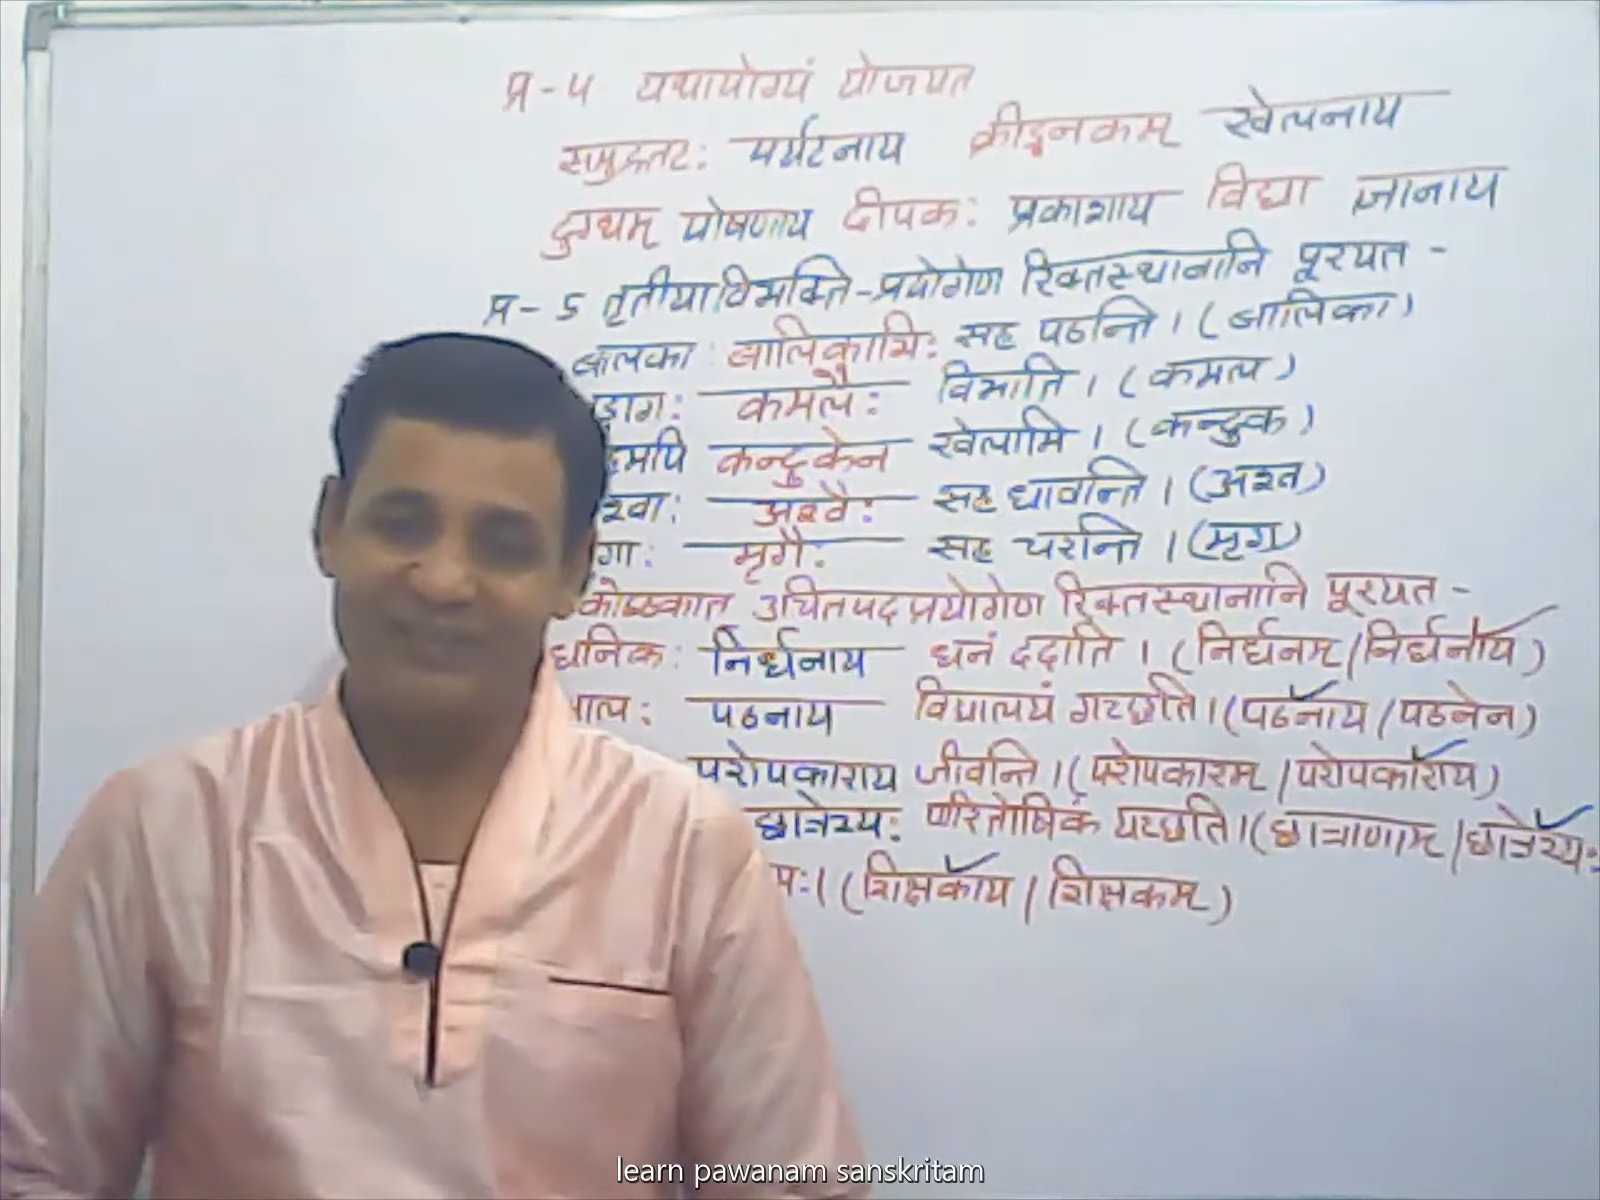 प्र-4 यथायोग्यं योजयत
समुद्रतटः पर्यटनाय क्रीडनकम् खेलनाय
दुग्धम् पोषणाय दीपकः प्रकाशाय विद्या ज्ञानाय
प्र-5 तृतीयाविभक्ति-प्रयोगेण रिक्तस्थानानि पूरयत-
बालकाः बालिकाभिः सह पठन्ति। (बालिका)
डागः कमलैः विभाति। (कमल)
हमपि कन्दुकेन खेलामि। (कन्दुक)
श्वाः अश्वैः सह धावन्ति। (अश्व)
गाः मृगैः सह चरन्ति। (मृग)
कोष्ठकात् उचितपदप्रयोगेण रिक्तस्थानानि पूरयत-
धनिकः निर्धनाय धनं ददाति। (निर्धनम्/निर्धनाय)
ालः पठनाय विद्यालयं गच्छति। (पठनाय/पठनेन)
परोपकाराय जीवन्ति। (परोपकारम्/परोपकाराय)
छात्रेभ्यः पारितोषिकं यच्छति। (छात्राणाम्/छात्रेभ्यः
मः। (शिक्षकाय/शिक्षकम्)
learn pawanam sanskritam